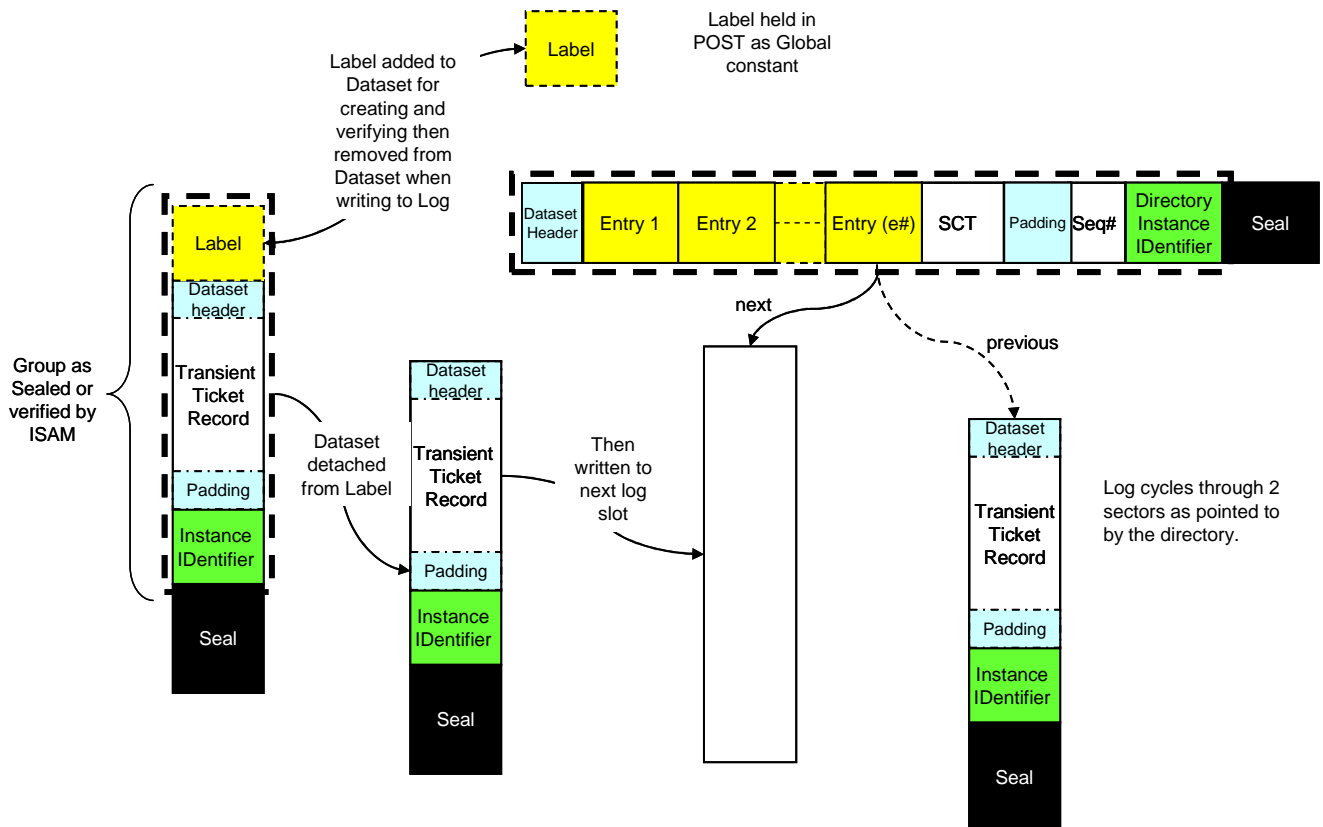 Label
Label held in
POST as Global
constant
Label added to
Dataset for
creating and
verifying then
removed from
Dataset when
writing to Log
Dataset
Header
Entry 1
Entry 2
Entry (e#)
SCT
Padding
Seq#
Directory
Instance
IDentifier
Seal
next
previous
Group as
Sealed or
verified by
ISAM
Label
Dataset
header
Transient
Ticket
Record
Padding
Instance
IDentifier
Seal
Dataset
detached
from Label
Dataset
header
Transient
Ticket
Record
Padding
Instance
IDentifier
Seal
Then
written to
next log
slot
Dataset
header
Transient
Ticket
Record
Padding
Instance
IDentifier
Seal
Log cycles through 2
sectors as pointed to
by the directory.